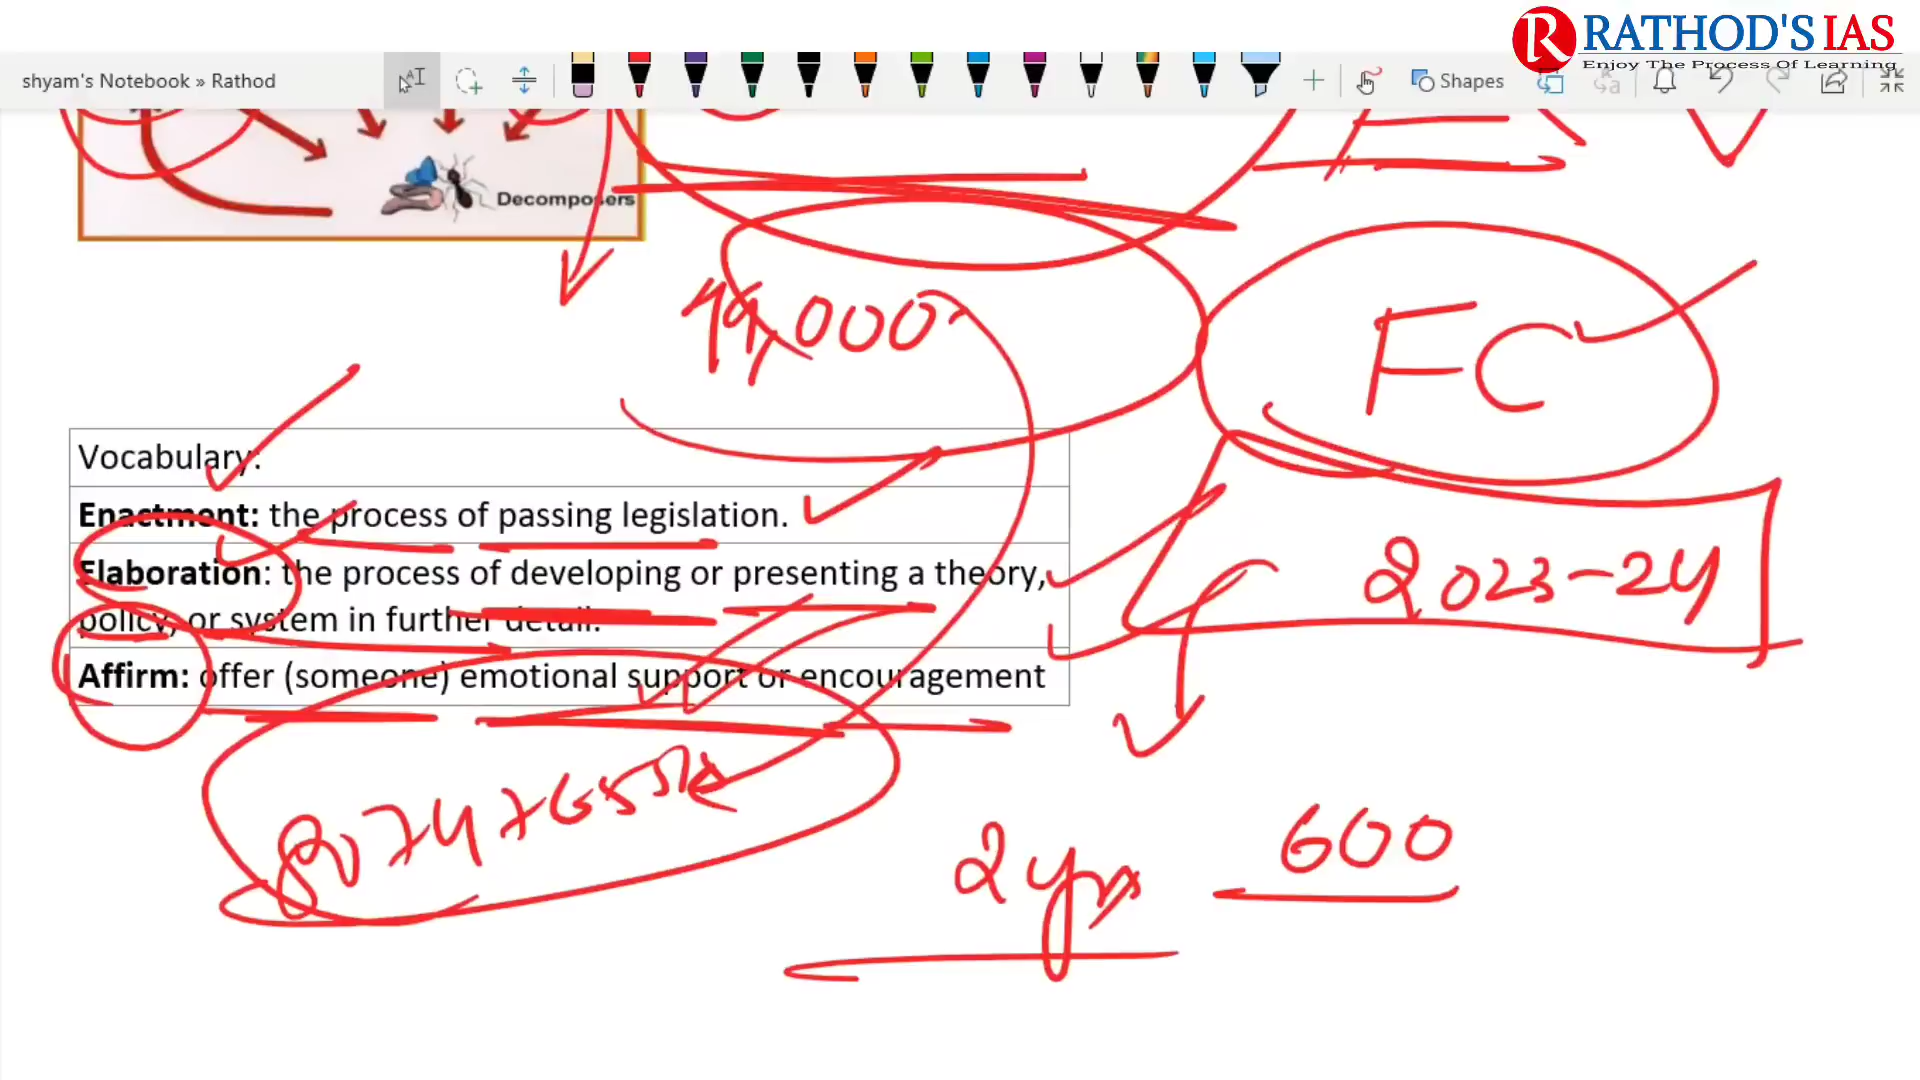 RATHOD'S IAS
Enjoy The Process Of Learning
shyam's Notebook » Rathod
Shapes
Decomposers
49,000
FC
Vocabulary:
Enactment: the process of passing legislation.
Elaboration: the process of developing or presenting a theory,
policy, or system in further detail.
Affirm: offer (someone) emotional support or encouragement
2023-24
600
2 yrs